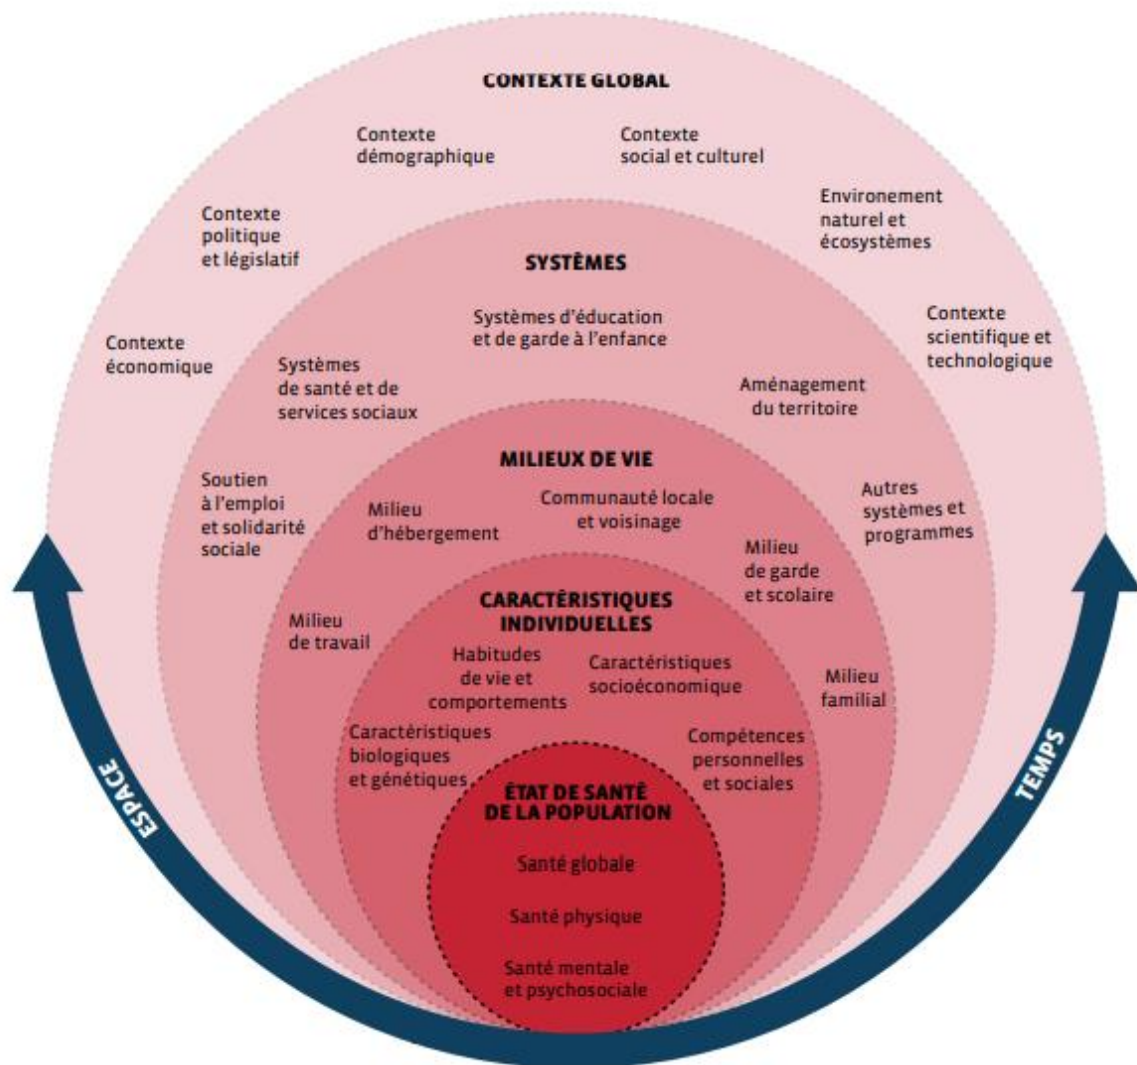 CONTEXTE GLOBAL
Contexte
démographique
Contexte
social et culturel
Contexte
politique
et législatif
Environement
naturel et
écosystèmes
Contexte
économique
Contexte
scientifique et
technologique
SYSTÈMES
Systèmes d'éducation
et de garde à l'enfance
Systèmes
de santé et de
services sociaux
Aménagement
du territoire
Soutien
à l'emploi
et solidarité
sociale
Autres
systèmes et
programmes
MILIEUX DE VIE
Milieu
d'hébergement
Communauté locale
et voisinage
Milieu
de garde
et scolaire
Milieu
de travail
Milieu
familial
CARACTÉRISTIQUES
INDIVIDUELLES
Habitudes
de vie et
comportements
Caractéristiques
socioéconomique
Caractéristiques
biologiques
et génétiques
Compétences
personnelles
et sociales
ÉTAT DE SANTÉ
DE LA POPULATION
Santé globale
Santé physique
Santé mentale
et psychosociale
ESPACE
TEMPS